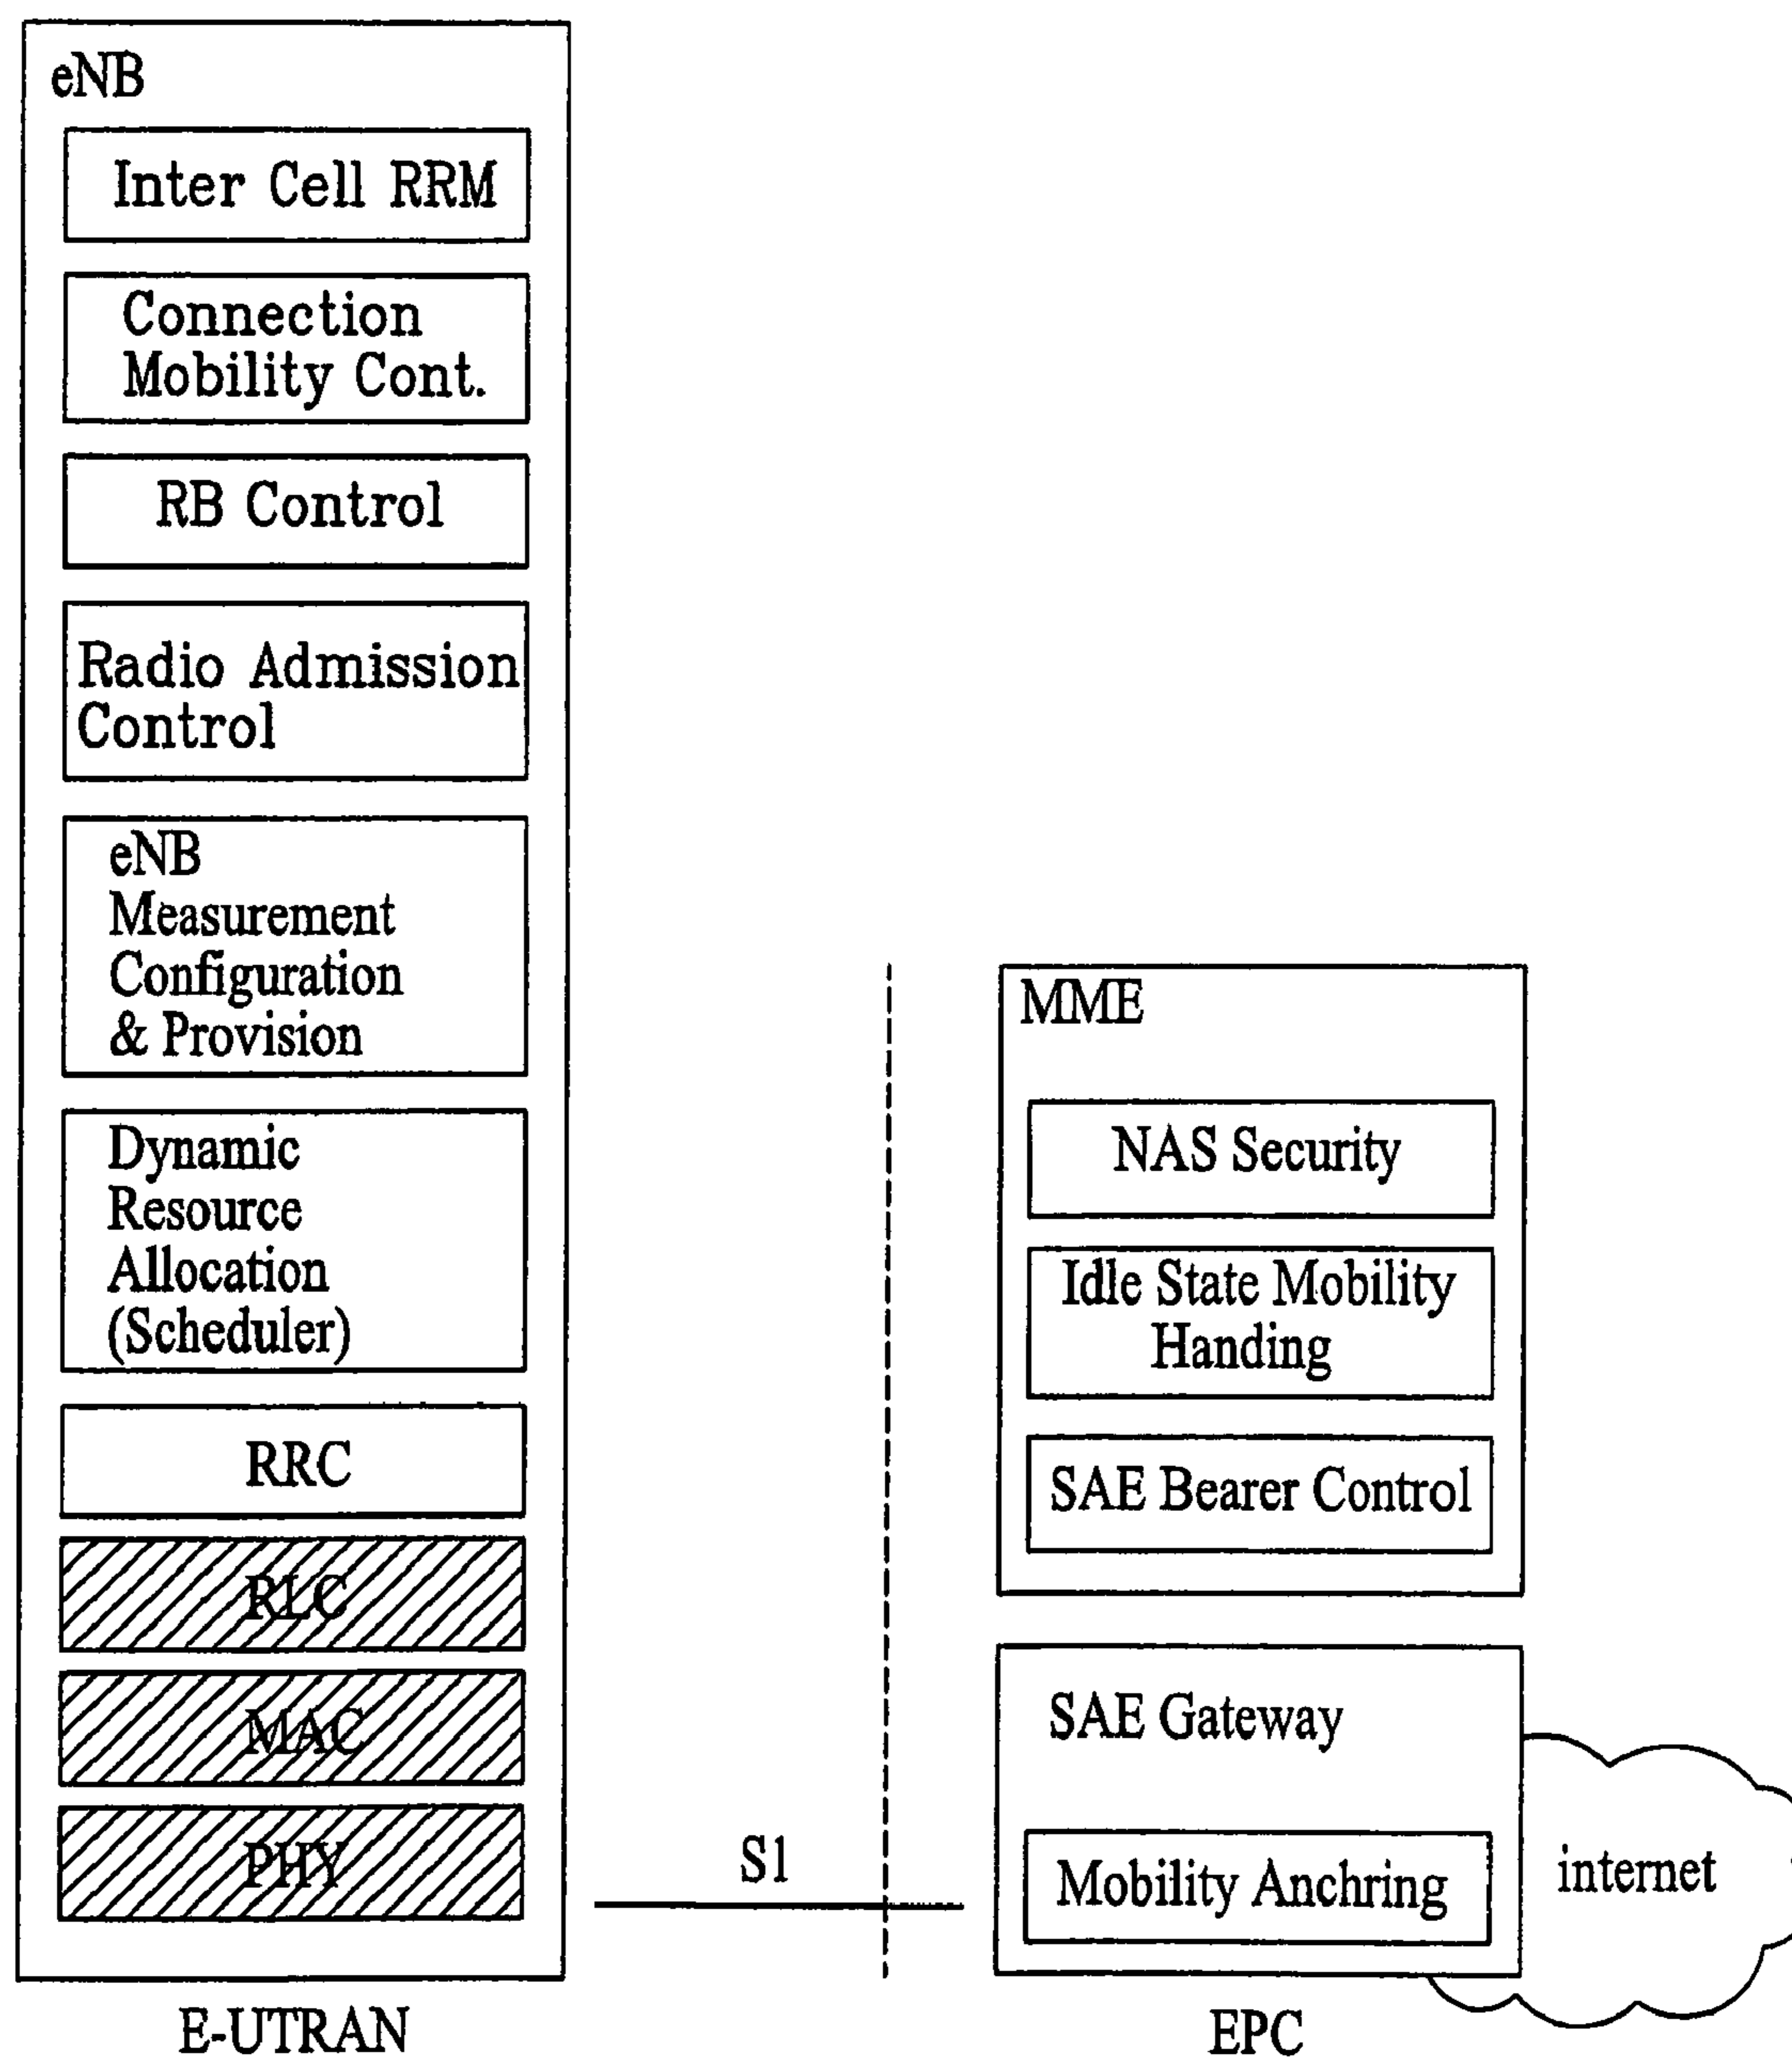 eNB
Inter Cell RRM
Connection
Mobility Cont.
RB Control
Radio Admission
Control
eNB
Measurement
Configuration
& Provision
Dynamic
Resource
Allocation
(Scheduler)
RRC
RLC
MAC
PHY
E-UTRAN
S1
MME
NAS Security
Idle State Mobility
Handing
SAE Bearer Control
SAE Gateway
Mobility Anchring
internet
EPC